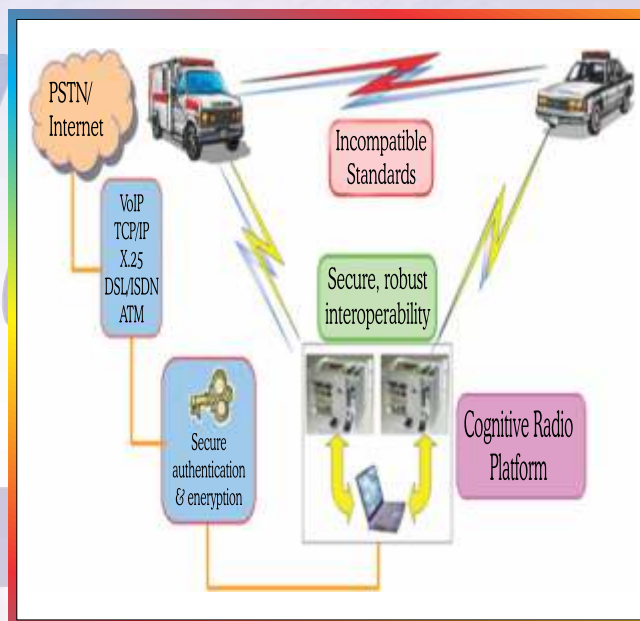 PSTN/
Internet
Incompatible
Standards
VoIP
TCP/IP
X.25
DSL/ISDN
ATM
Secure, robust
interoperability
Secure
authentication
& eneryption
Cognitive Radio
Platform